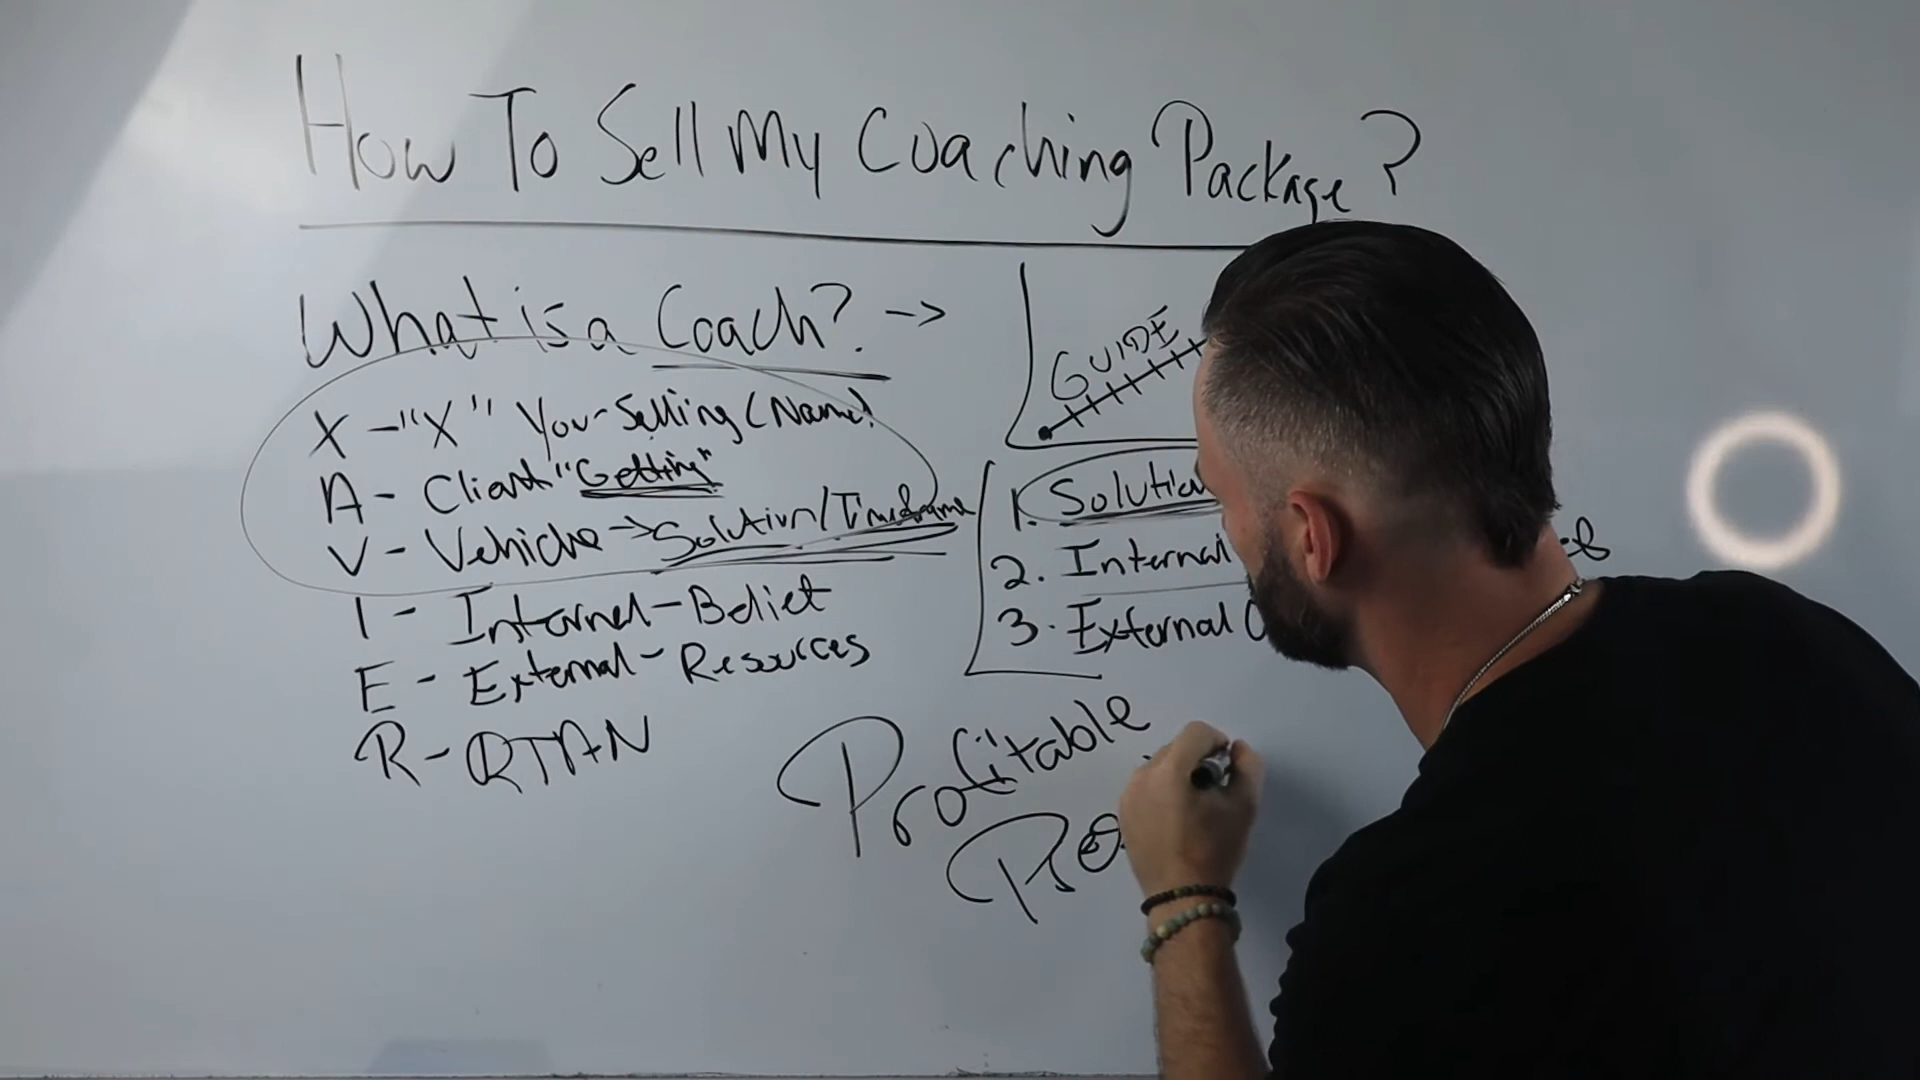 How To Sell My Coaching Package?
What is a Coach? ->
GUIDE
X - "X" You-Selling (Name)
A - Client "Getting"
V - Vehicle -> Solution/Timeframe
I - Internal - Belief
E - External - Resources
R - RTAN
1. Solution
2. Internal
3. External
Profitable